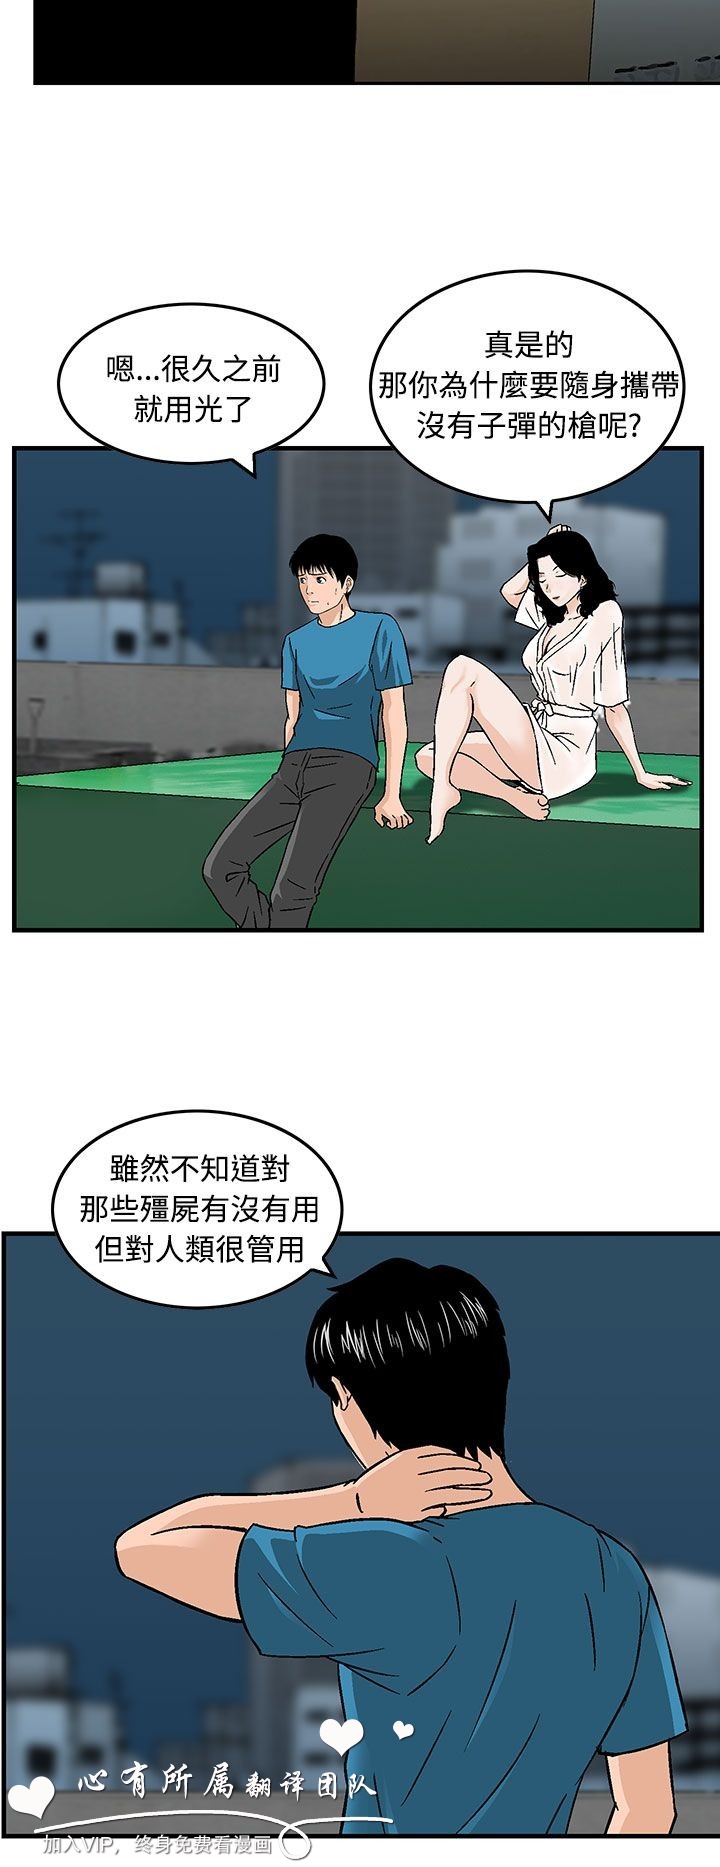 嗯...很久之前
就用光了
真是的
那你為什麼要隨身攜帶
沒有子彈的槍呢?
雖然不知道對
那些殭屍有沒有用
但對人類很管用
心有所属翻译团队
加入VIP，终身免费看漫画